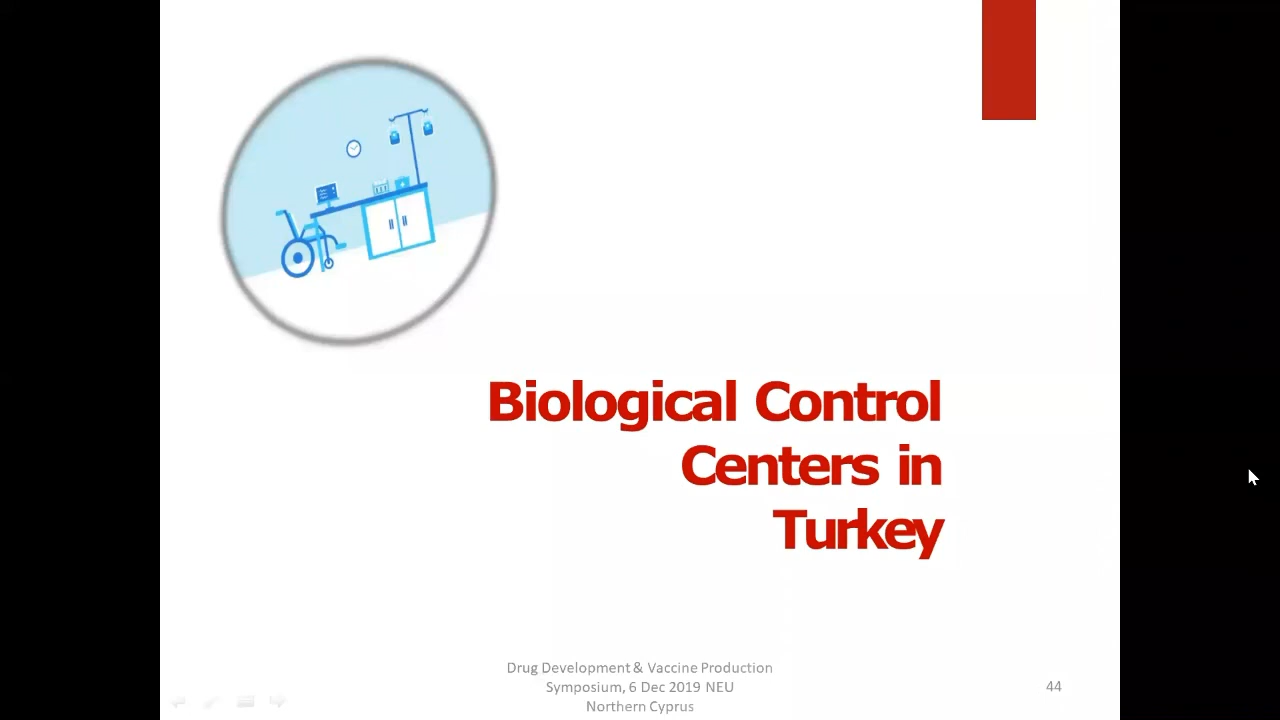 Biological Control
Centers in
Turkey
Drug Development & Vaccine Production
Symposium, 6 Dec 2019 NEU
Northern Cyprus
44